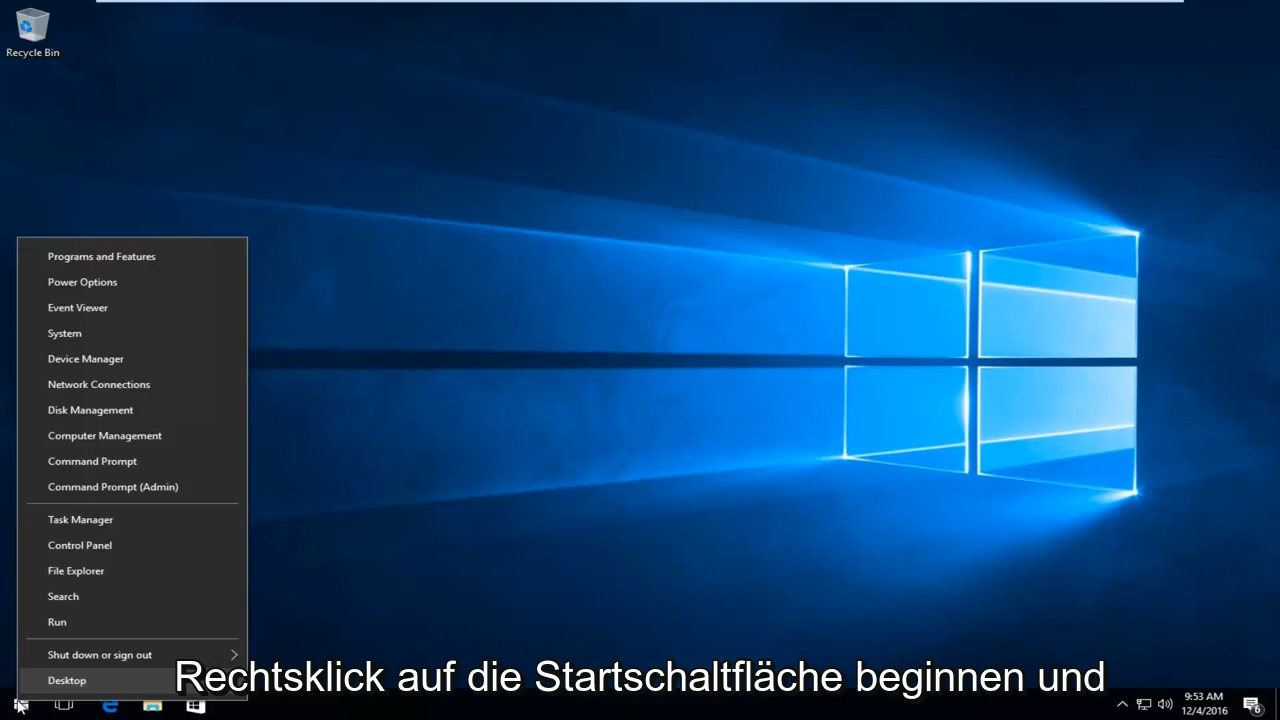 Recycle Bin
Programs and Features
Power Options
Event Viewer
System
Device Manager
Network Connections
Disk Management
Computer Management
Command Prompt
Command Prompt (Admin)
Task Manager
Control Panel
File Explorer
Search
Run
Shut down or sign out
Desktop
Rechtsklick auf die Startschaltfläche beginnen und
9:53 AM
12/4/2016
6